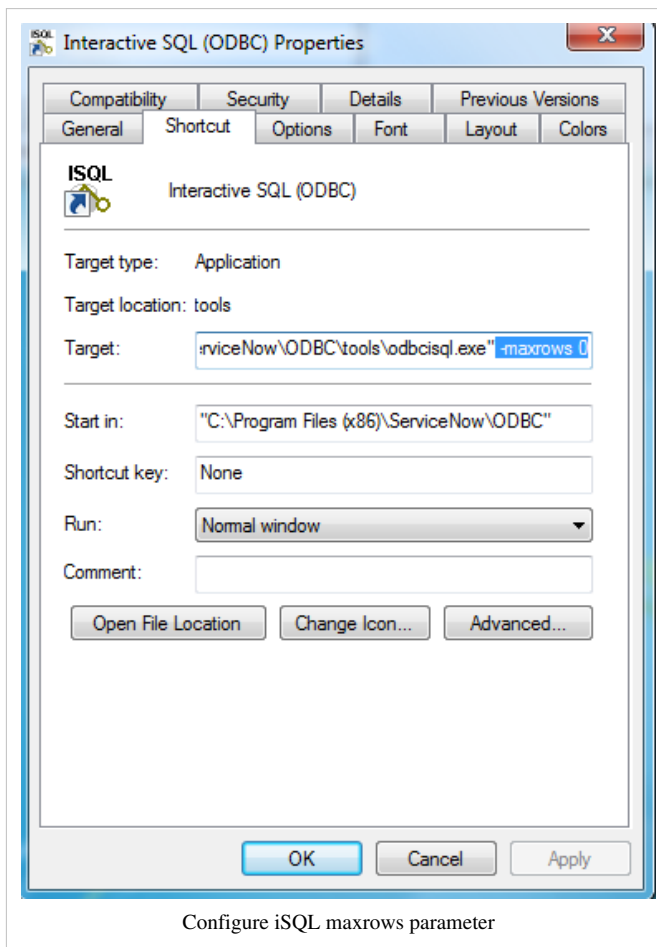 ISQL
Interactive SQL (ODBC) Properties
Compatibility Security Details Previous Versions
General Shortcut Options Font Layout Colors
ISQL
Interactive SQL (ODBC)
Target type: Application
Target location: tools
Target: rviceNow\ODBC\tools\odbcisql.exe" -maxrows 0
Start in: "C:\Program Files (x86)\ServiceNow\ODBC"
Shortcut key: None
Run: Normal window
Comment:
Open File Location Change Icon... Advanced...
OK Cancel Apply
Configure iSQL maxrows parameter